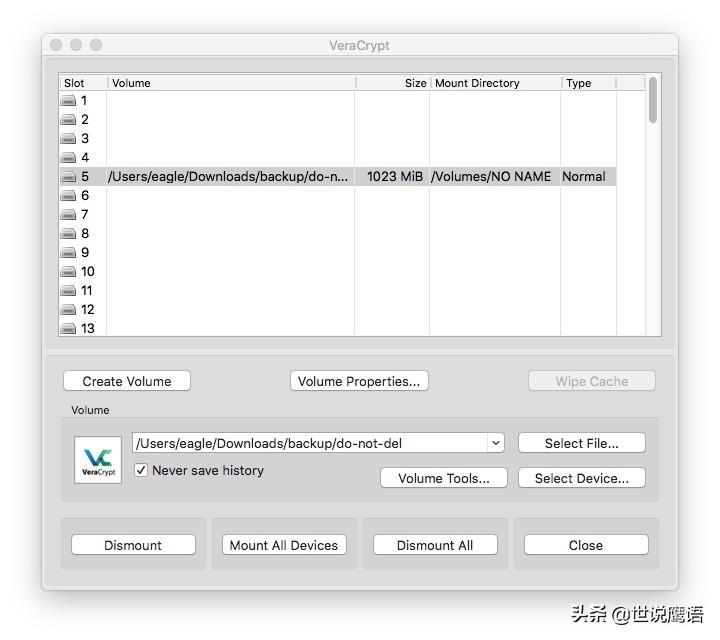 VeraCrypt
Slot Volume Size Mount Directory Type
1
2
3
4
5 /Users/eagle/Downloads/backup/do-n... 1023 MiB /Volumes/NO NAME Normal
6
7
8
9
10
11
12
13
Create Volume Volume Properties... Wipe Cache
Volume
/Users/eagle/Downloads/backup/do-not-del Select File...
VeraCrypt Never save history
Volume Tools... Select Device...
Dismount Mount All Devices Dismount All Close
头条 @世说鹰语